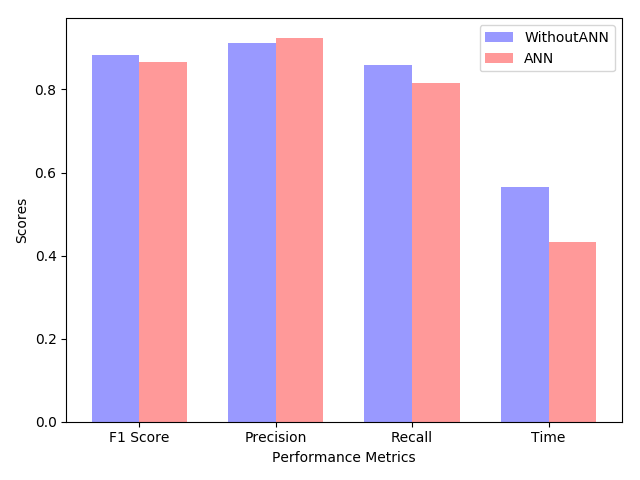 WithoutANN
ANN
Scores
0.8
0.6
0.4
0.2
0.0
F1 Score
Precision
Recall
Time
Performance Metrics